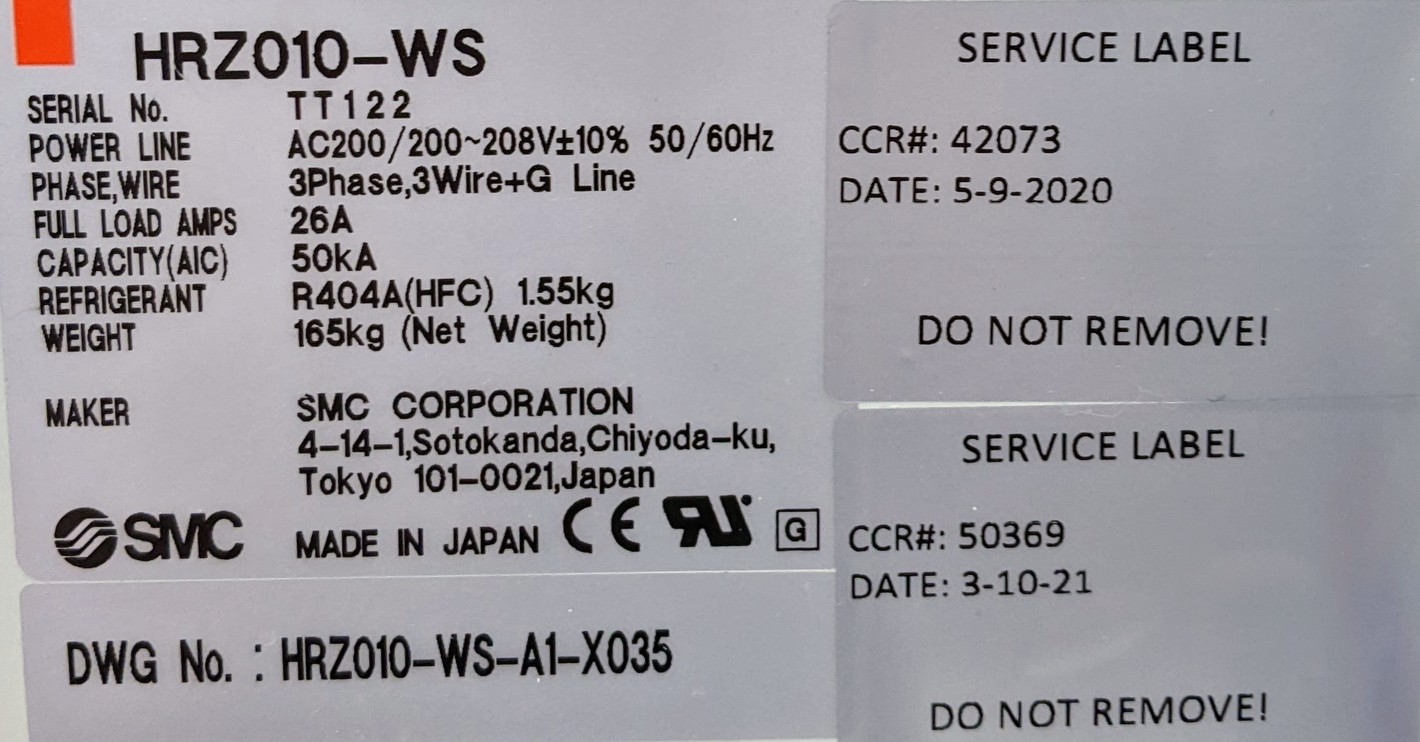 HRZ010-WS
SERIAL No. TT122
POWER LINE AC200/200~208V±10% 50/60Hz
PHASE,WIRE 3Phase,3Wire+G Line
FULL LOAD AMPS 26A
CAPACITY(AIC) 50kA
REFRIGERANT R404A(HFC) 1.55kg
WEIGHT 165kg (Net Weight)
MAKER SMC CORPORATION
4-14-1,Sotokanda,Chiyoda-ku,
Tokyo 101-0021,Japan
SMC MADE IN JAPAN CE RU G
DWG No. : HRZ010-WS-A1-X035
SERVICE LABEL
CCR#: 42073
DATE: 5-9-2020
DO NOT REMOVE!
SERVICE LABEL
CCR#: 50369
DATE: 3-10-21
DO NOT REMOVE!